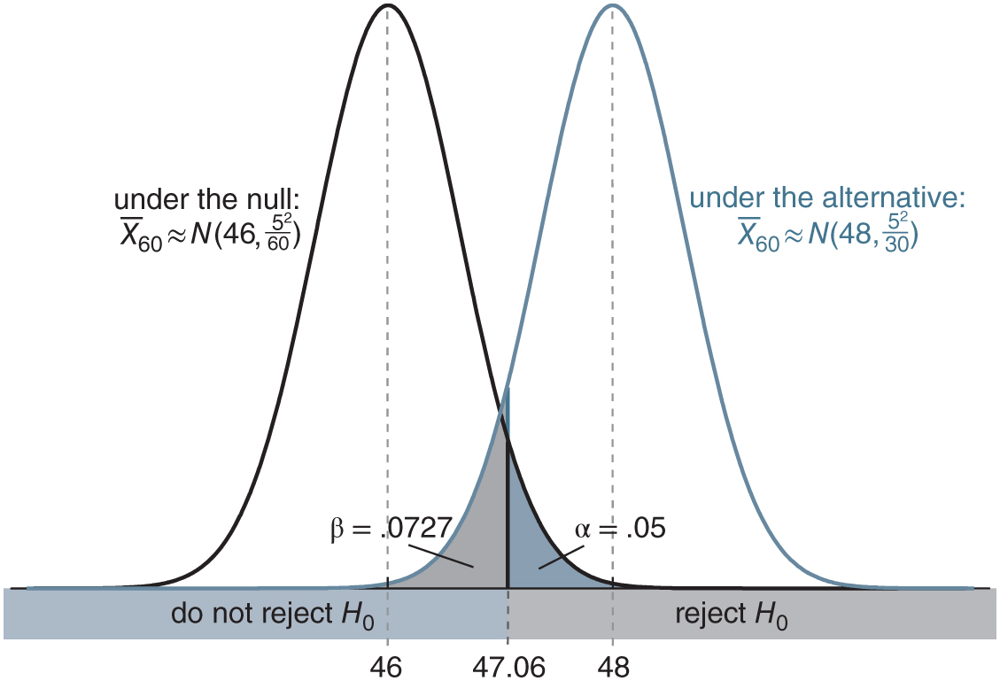 under the null:
X̅₆₀ ≈ N(46, 5²/60)
under the alternative:
X̅₆₀ ≈ N(48, 5²/30)
β = .0727
α = .05
do not reject H₀
reject H₀
46
47.06
48